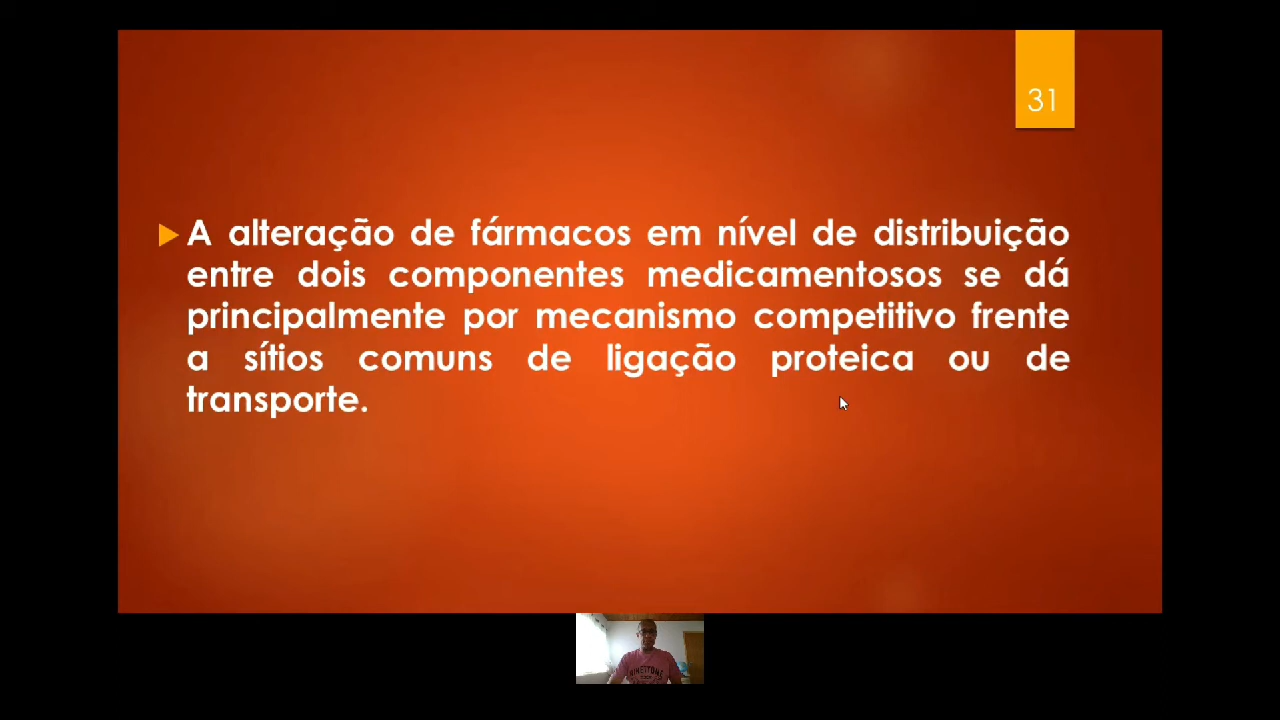 31
A alteração de fármacos em nível de distribuição
entre dois componentes medicamentosos se dá
principalmente por mecanismo competitivo frente
a sítios comuns de ligação proteica ou de
transporte.